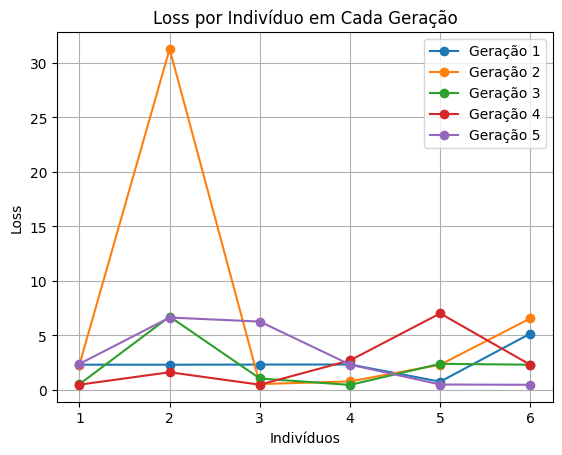 Loss por Indivíduo em Cada Geração
Geração 1
Geração 2
Geração 3
Geração 4
Geração 5
Loss
30
25
20
15
10
5
0
1 2 3 4 5 6
Indivíduos